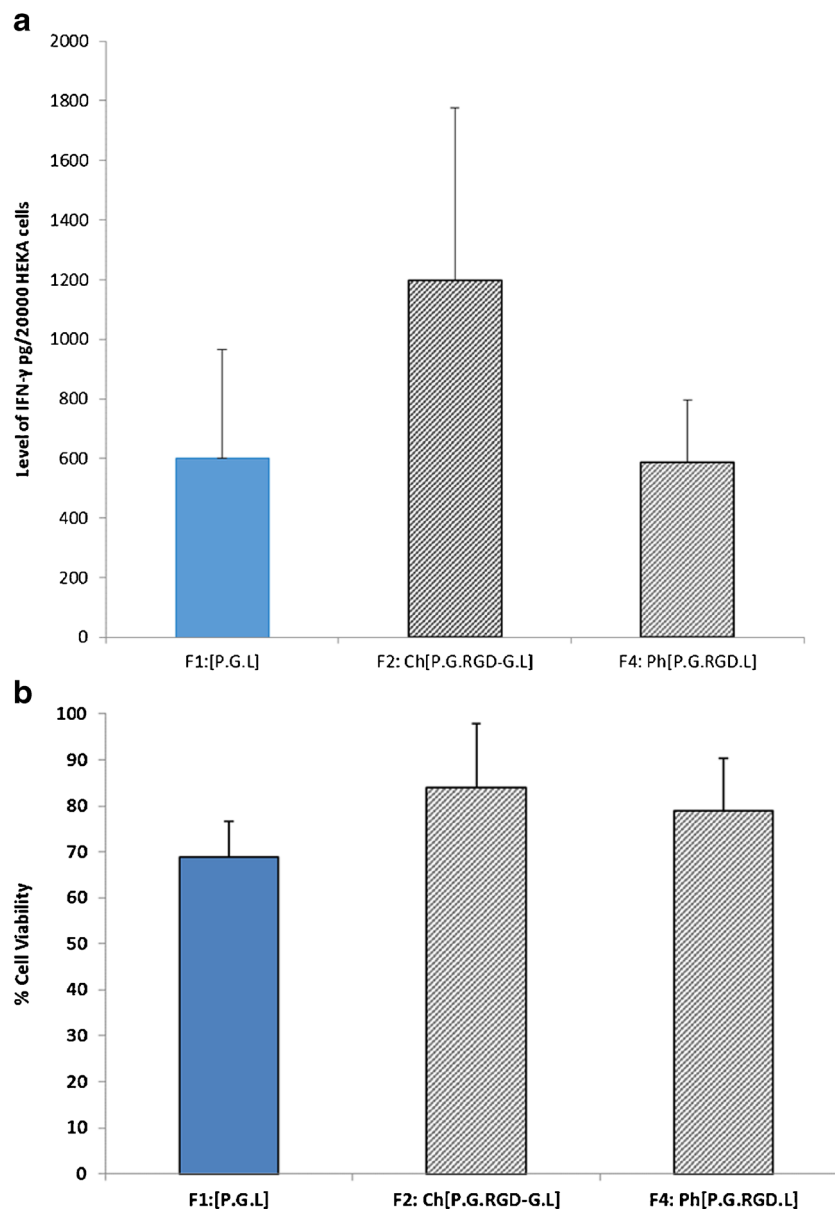 a
2000
1800
1600
1400
1200
1000
800
600
400
200
0
Level of IFN-γ pg/20000 HEKA cells
F1:[P.G.L]
F2: Ch[P.G.RGD-G.L]
F4: Ph[P.G.RGD.L]
b
100
90
80
70
60
50
40
30
20
10
0
% Cell Viability
F1:[P.G.L]
F2: Ch[P.G.RGD-G.L]
F4: Ph[P.G.RGD.L]